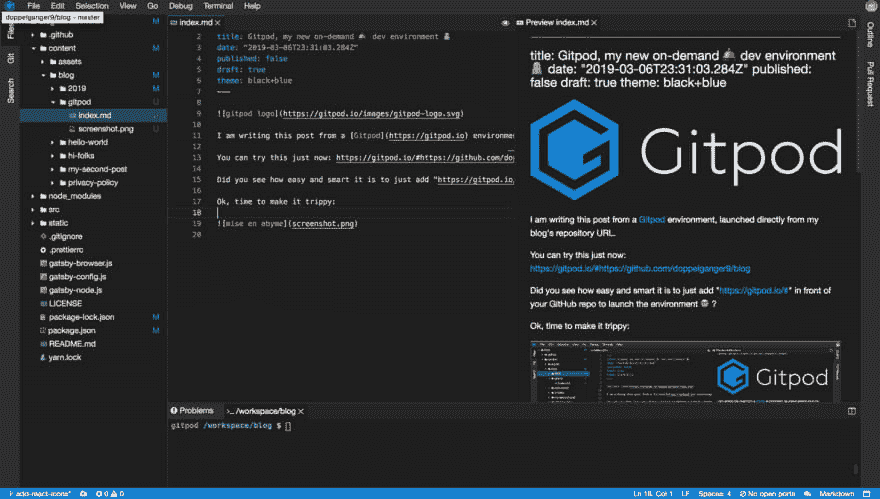 File Edit Selection View Go Debug Terminal Help
doppelganger9/blog - master
Files
Git
Search
.github
content M
assets
blog M
2019 M
gitpod U
index.md
screenshot.png U
hello-world
hi-folks
my-second-post
privacy-policy
node_modules
src
static
.gitignore
.prettierrc
gatsby-browser.js
gatsby-config.js
gatsby-node.js
LICENSE
package-lock.json M
package.json M
README.md
yarn.lock
index.md
2 title: Gitpod, my new on-demand 🛎 dev environment
3 date: "2019-03-06T23:31:03.284Z"
4 published: false
5 draft: true
6 theme: black+blue
7 ---
8
9 ![gitpod logo](https://gitpod.io/images/gitpod-logo.svg)
10
11 I am writing this post from a [Gitpod](https://gitpod.io) environme
12
13 You can try this just now: https://gitpod.io/#https://github.com/do
14
15 Did you see how easy and smart it is to just add "https://gitpod.io/
16
17 Ok, time to make it trippy:
18
19 ![mise en abyme](screenshot.png)
20
Preview index.md
title: Gitpod, my new on-demand 🛎 dev environment
date: "2019-03-06T23:31:03.284Z" published:
false draft: true theme: black+blue
Gitpod
I am writing this post from a Gitpod environment, launched directly from my
blog's repository URL.
You can try this just now:
https://gitpod.io/#https://github.com/doppelganger9/blog
Did you see how easy and smart it is to just add "https://gitpod.io/#" in front of
your GitHub repo to launch the environment ?
Ok, time to make it trippy:
Gitpod
Outline
Pull Request
Problems
>_ /workspace/blog
gitpod /workspace/blog $
add-react-icons* 0 0 Ln 18, Col 1 LF Spaces: 4 No open ports Markdown